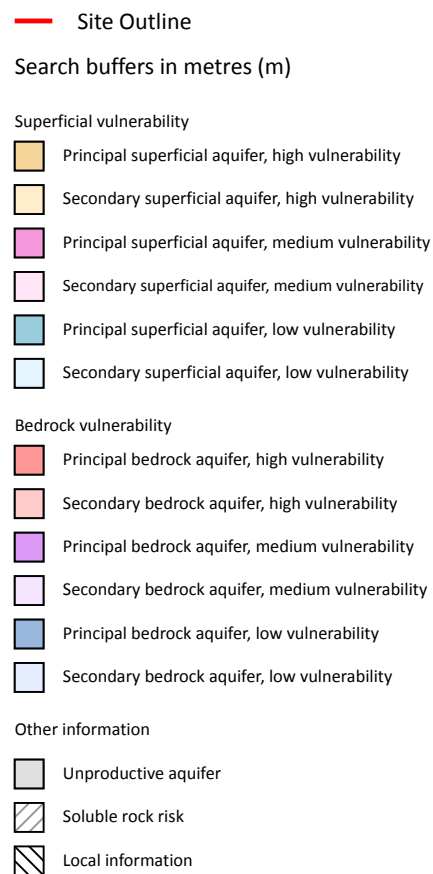 Site Outline
Search buffers in metres (m)
Superficial vulnerability
Principal superficial aquifer, high vulnerability
Secondary superficial aquifer, high vulnerability
Principal superficial aquifer, medium vulnerability
Secondary superficial aquifer, medium vulnerability
Principal superficial aquifer, low vulnerability
Secondary superficial aquifer, low vulnerability
Bedrock vulnerability
Principal bedrock aquifer, high vulnerability
Secondary bedrock aquifer, high vulnerability
Principal bedrock aquifer, medium vulnerability
Secondary bedrock aquifer, medium vulnerability
Principal bedrock aquifer, low vulnerability
Secondary bedrock aquifer, low vulnerability
Other information
Unproductive aquifer
Soluble rock risk
Local information